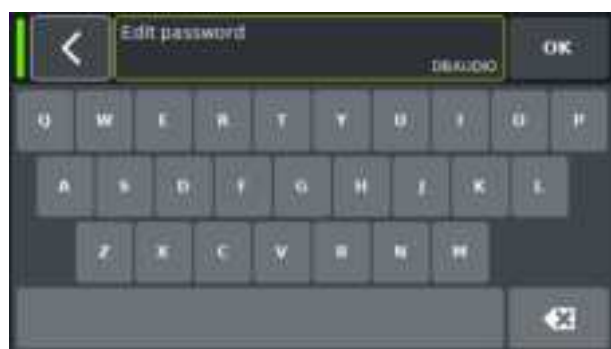 Edit password
DBAUDIO
OK
Q W E R T Y U I O P
A S D F G H J K L
Z X C V B N M